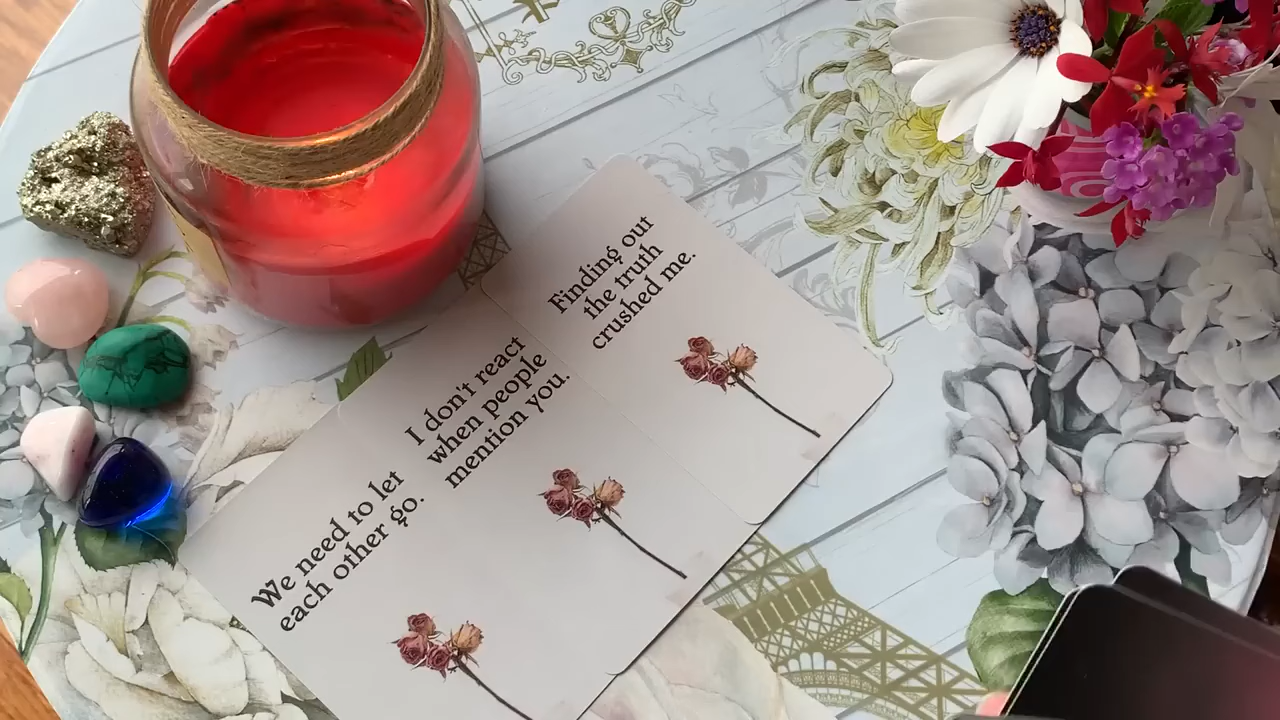 We need to let
each other go.
I don't react
when people
mention you.
Finding out
the truth
crushed me.